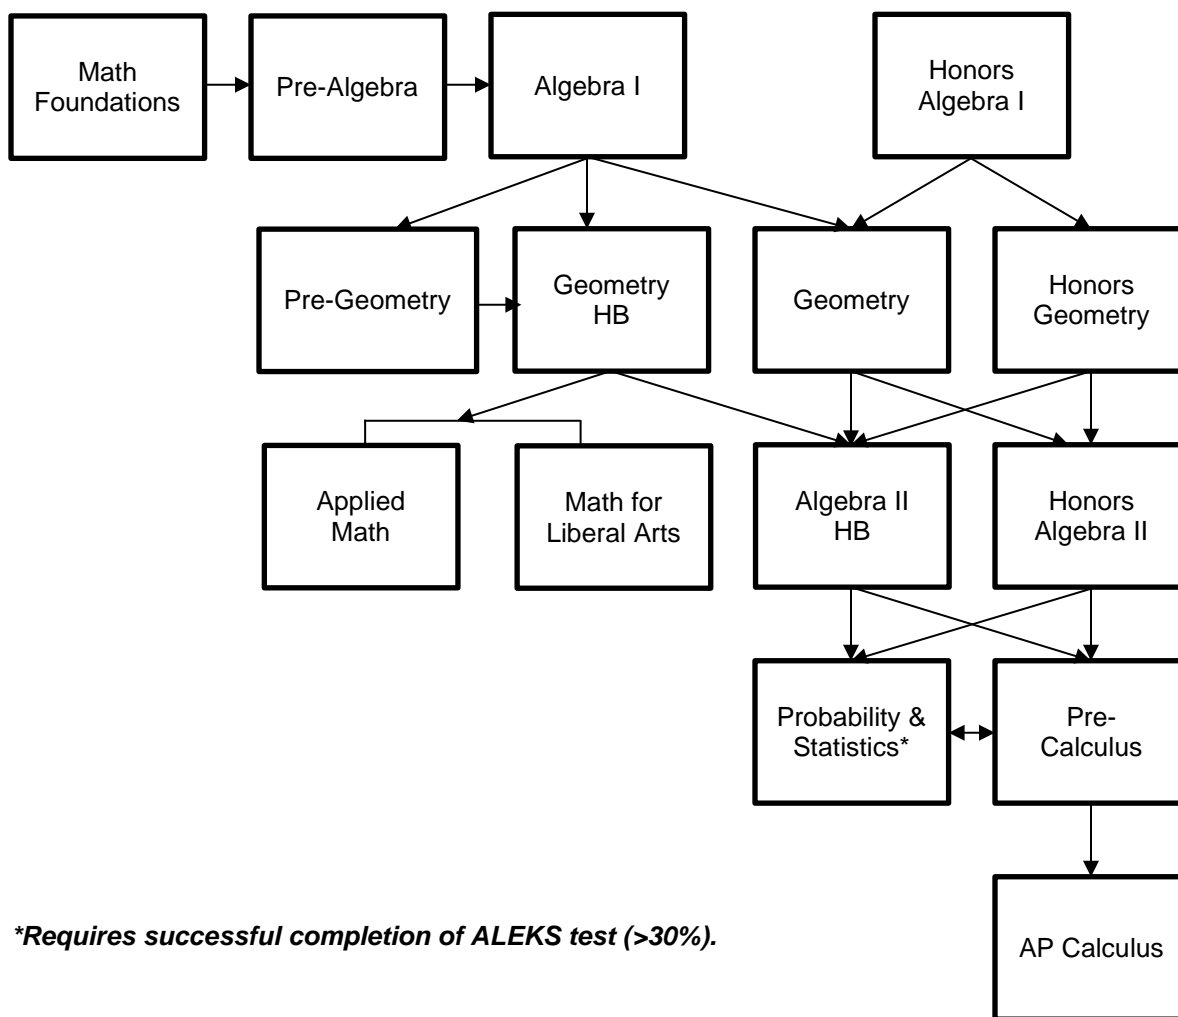 Math
Foundations
Pre-Algebra
Algebra I
Honors
Algebra I
Pre-Geometry
Geometry
HB
Geometry
Honors
Geometry
Applied
Math
Math for
Liberal Arts
Algebra II
HB
Honors
Algebra II
Probability &
Statistics*
Pre-
Calculus
*Requires successful completion of ALEKS test (>30%).
AP Calculus